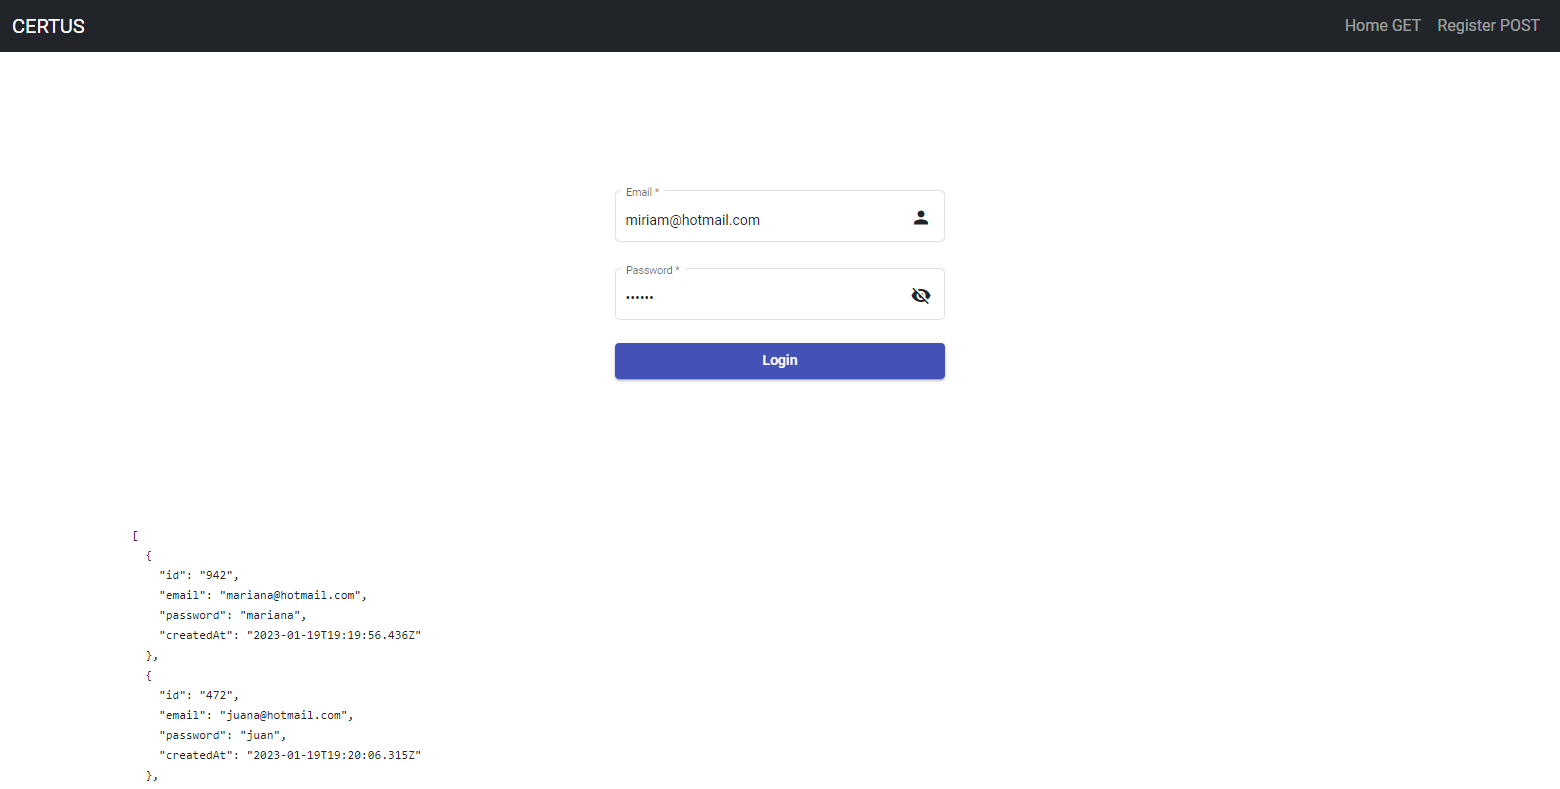 CERTUS
Home GET Register POST
Email *
miriam@hotmail.com
Password *
••••••
Login
[
{
"id": "942",
"email": "mariana@hotmail.com",
"password": "mariana",
"createdAt": "2023-01-19T19:19:56.436Z"
},
{
"id": "472",
"email": "juana@hotmail.com",
"password": "juan",
"createdAt": "2023-01-19T19:20:06.315Z"
},